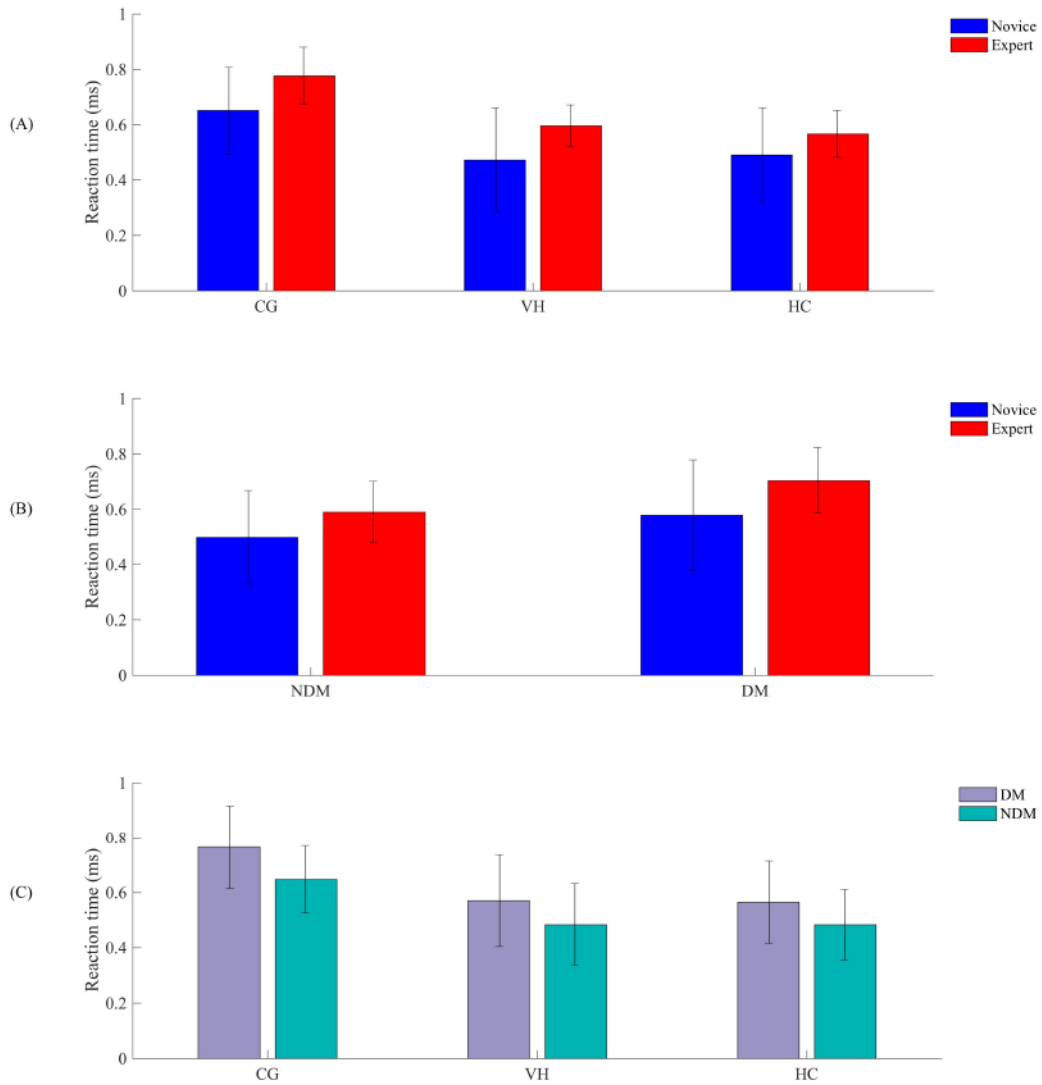 (A)
Reaction time (ms)
1
0.8
0.6
0.4
0.2
0
CG VH HC
Novice
Expert
(B)
Reaction time (ms)
1
0.8
0.6
0.4
0.2
0
NDM DM
Novice
Expert
(C)
Reaction time (ms)
1
0.8
0.6
0.4
0.2
0
CG VH HC
DM
NDM